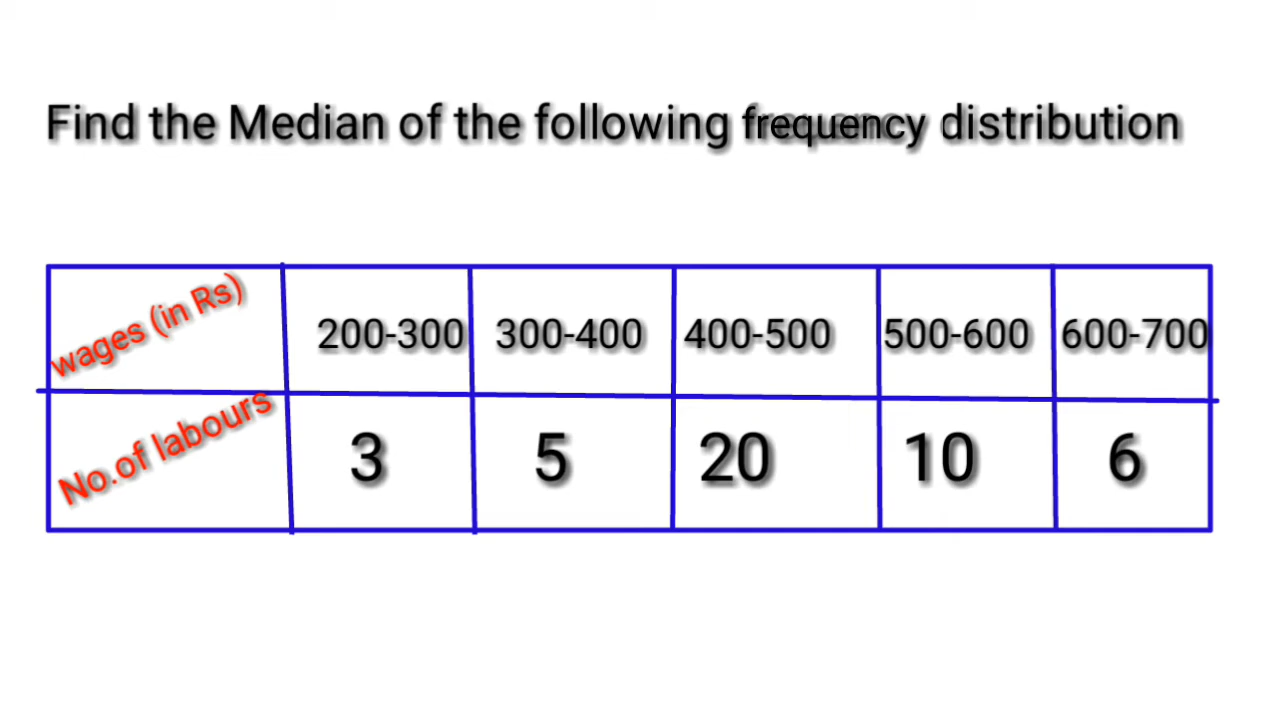 Find the Median of the following frequency distribution
wages (in Rs) 200-300 300-400 400-500 500-600 600-700
No.of labours 3 5 20 10 6